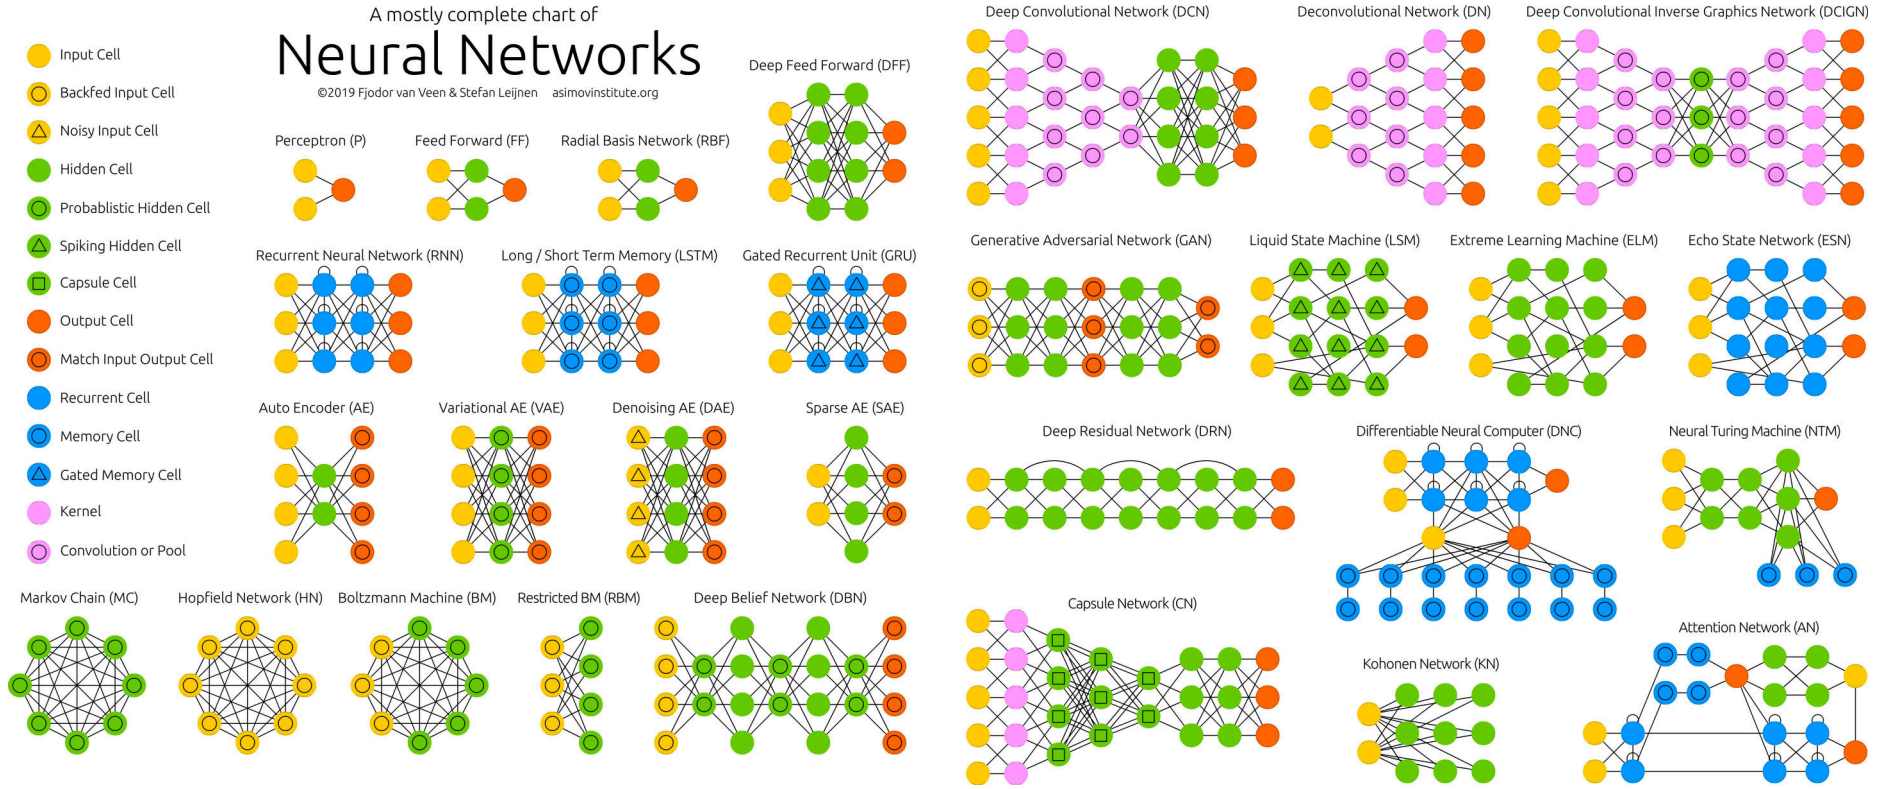 A mostly complete chart of
Neural Networks
©2019 Fjodor van Veen & Stefan Leijnen asimovinstitute.org
Input Cell
Backfed Input Cell
Noisy Input Cell
Hidden Cell
Probablistic Hidden Cell
Spiking Hidden Cell
Capsule Cell
Output Cell
Match Input Output Cell
Recurrent Cell
Memory Cell
Gated Memory Cell
Kernel
Convolution or Pool
Perceptron (P)
Feed Forward (FF)
Radial Basis Network (RBF)
Deep Feed Forward (DFF)
Recurrent Neural Network (RNN)
Long / Short Term Memory (LSTM)
Gated Recurrent Unit (GRU)
Auto Encoder (AE)
Variational AE (VAE)
Denoising AE (DAE)
Sparse AE (SAE)
Markov Chain (MC)
Hopfield Network (HN)
Boltzmann Machine (BM)
Restricted BM (RBM)
Deep Belief Network (DBN)
Deep Convolutional Network (DCN)
Deconvolutional Network (DN)
Deep Convolutional Inverse Graphics Network (DCIGN)
Generative Adversarial Network (GAN)
Liquid State Machine (LSM)
Extreme Learning Machine (ELM)
Echo State Network (ESN)
Deep Residual Network (DRN)
Differentiable Neural Computer (DNC)
Neural Turing Machine (NTM)
Capsule Network (CN)
Kohonen Network (KN)
Attention Network (AN)